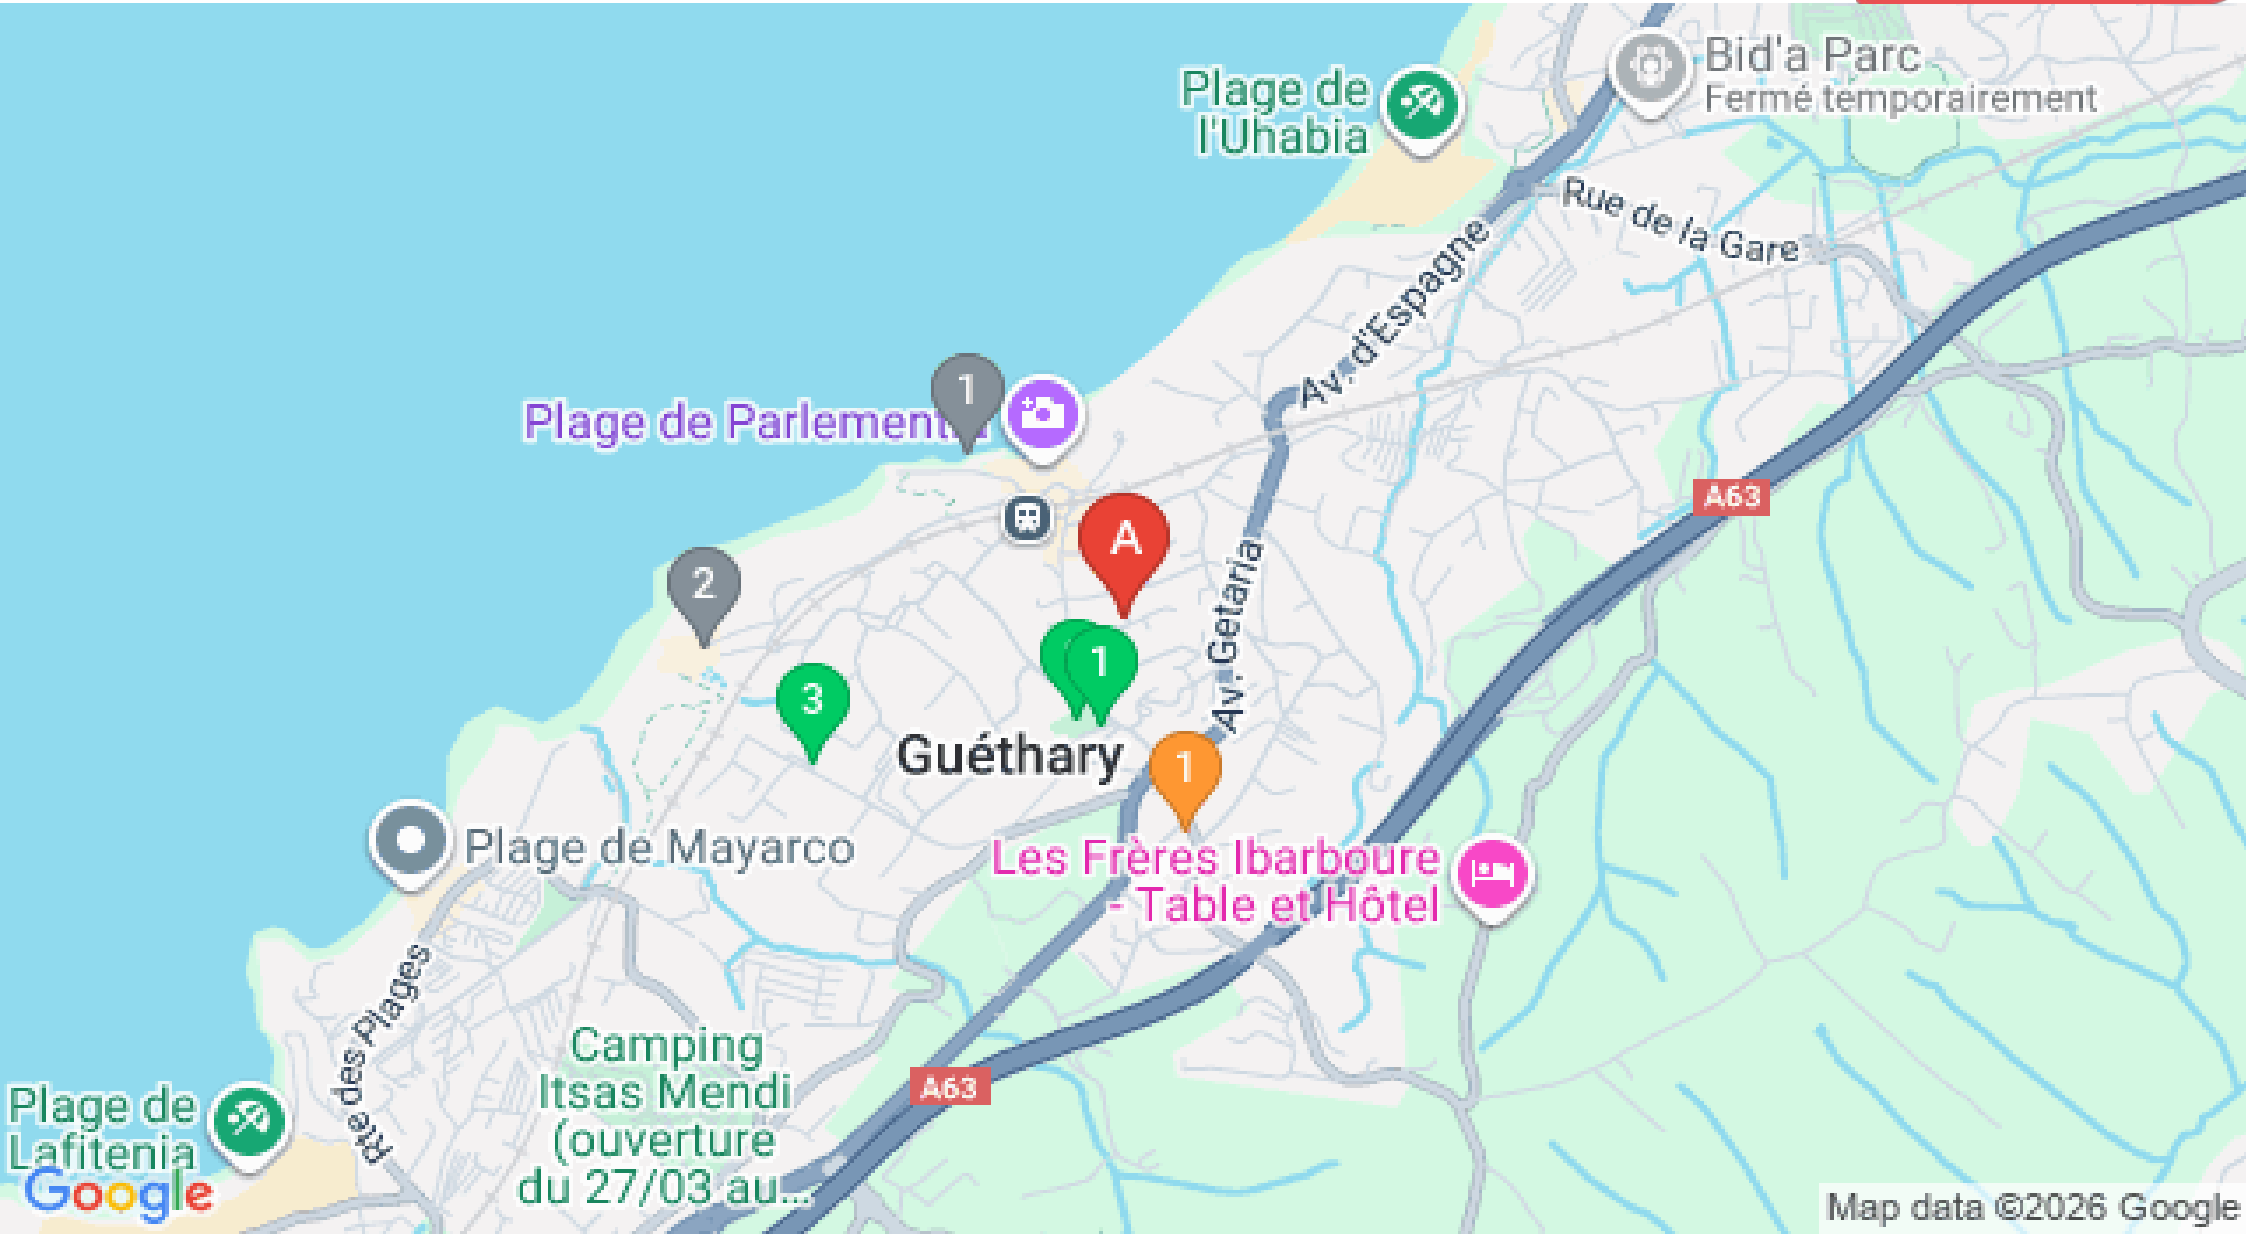 Plage de
l'Uhabia
Bid'a Parc
Fermé temporairement
Rue de la Gare
Av. d'Espagne
1
Plage de Parlement
A63
A
2
Av. Getaria
1
3
Guéthary
1
Plage de Mayarco
Les Frères Ibarboure
- Table et Hôtel
Rte des Plages
Camping
Itsas Mendi
(ouverture
du 27/03 au...
A63
Plage de
Lafitenia
Google
Map data ©2026 Google